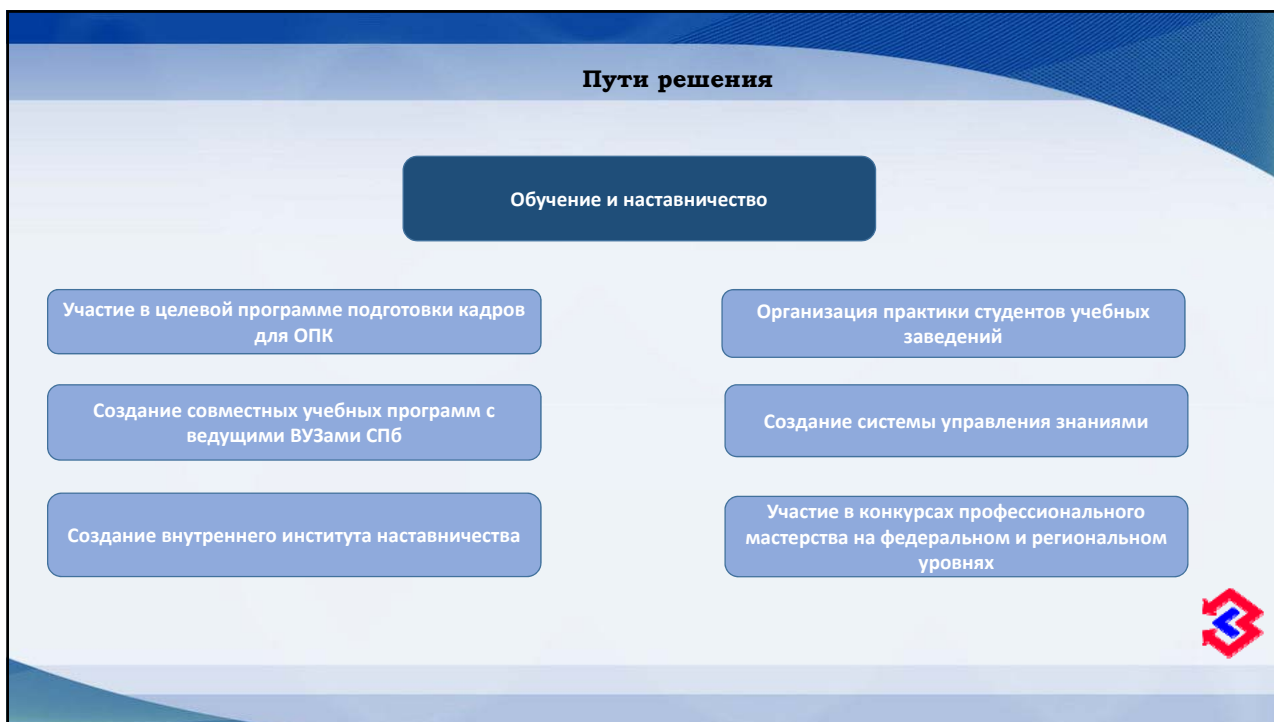 Пути решения
Обучение и наставничество
Участие в целевой программе подготовки кадров
для ОПК
Создание совместных учебных программ с
ведущими ВУЗами СПб
Создание внутреннего института наставничества
Организация практики студентов учебных
заведений
Создание системы управления знаниями
Участие в конкурсах профессионального
мастерства на федеральном и региональном
уровнях